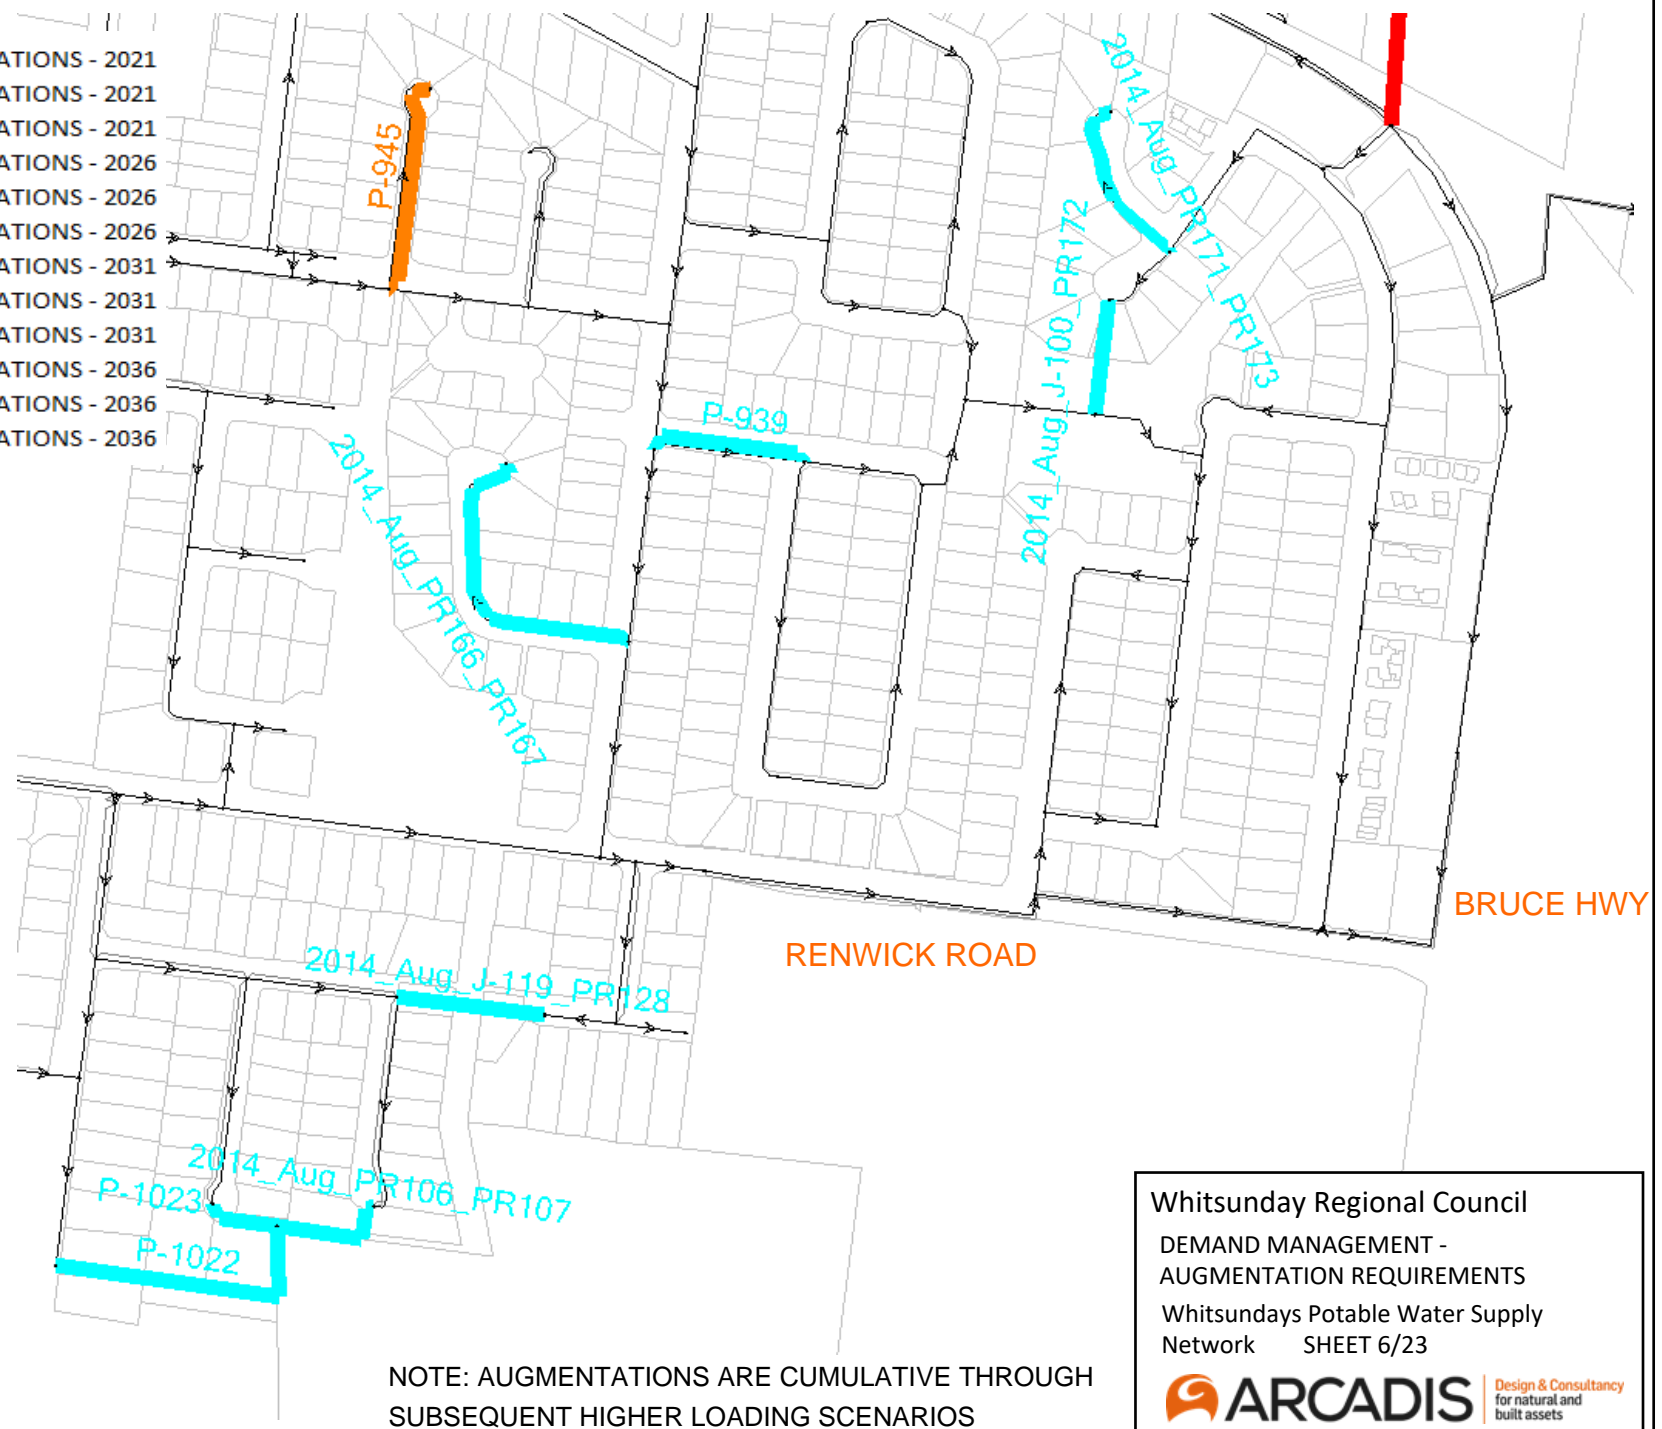 ATIONS - 2021
ATIONS - 2021
ATIONS - 2021
ATIONS - 2026
ATIONS - 2026
ATIONS - 2026
ATIONS - 2031
ATIONS - 2031
ATIONS - 2031
ATIONS - 2036
ATIONS - 2036
ATIONS - 2036
P-945
2014_Aug_PR171_PR173
2014_Aug_J-100_PR172
P-939
2014_Aug_PR166_PR167
BRUCE HWY
RENWICK ROAD
2014_Aug_J-119_PR128
2014_Aug_PR106_PR107
P-1023
P-1022
Whitsunday Regional Council
DEMAND MANAGEMENT -
AUGMENTATION REQUIREMENTS
Whitsundays Potable Water Supply
Network SHEET 6/23
ARCADIS
Design & Consultancy
for natural and
built assets
NOTE: AUGMENTATIONS ARE CUMULATIVE THROUGH
SUBSEQUENT HIGHER LOADING SCENARIOS